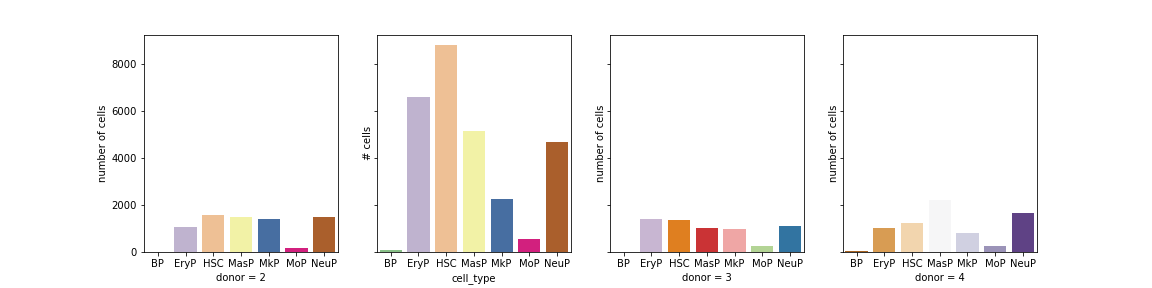 8000
6000
4000
2000
0
number of cells
BP EryP HSC MasP MkP MoP NeuP
donor = 2
# cells
BP EryP HSC MasP MkP MoP NeuP
cell_type
number of cells
BP EryP HSC MasP MkP MoP NeuP
donor = 3
number of cells
BP EryP HSC MasP MkP MoP NeuP
donor = 4